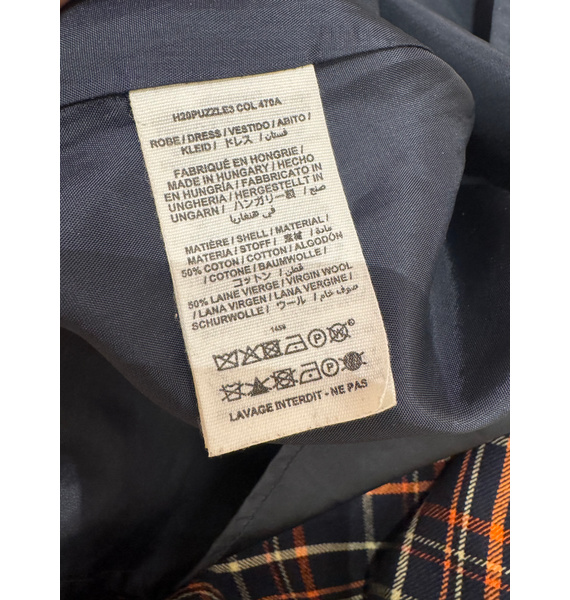 H20PUZZLE3 COL 470A
ROBE / DRESS / VESTIDO / ABITO /
KLEID / ドレス / فستان
FABRIQUÉ EN HONGRIE /
MADE IN HUNGARY / HECHO
EN HUNGRÍA / FABBRICATO IN
UNGHERIA / HERGESTELLT IN
UNGARN / ハンガリー製 / صنع
في هنغاريا
MATIÈRE / SHELL / MATERIAL /
MATERIA / STOFF / 素材 / مادة
50% COTON / COTTON / ALGODÓN
/ COTONE / BAUMWOLLE /
コットン / قطن
50% LAINE VIERGE / VIRGIN WOOL
/ LANA VIRGEN / LANA VERGINE /
SCHURWOLLE / ウール / صوف خام
1459
P
P
LAVAGE INTERDIT - NE PAS